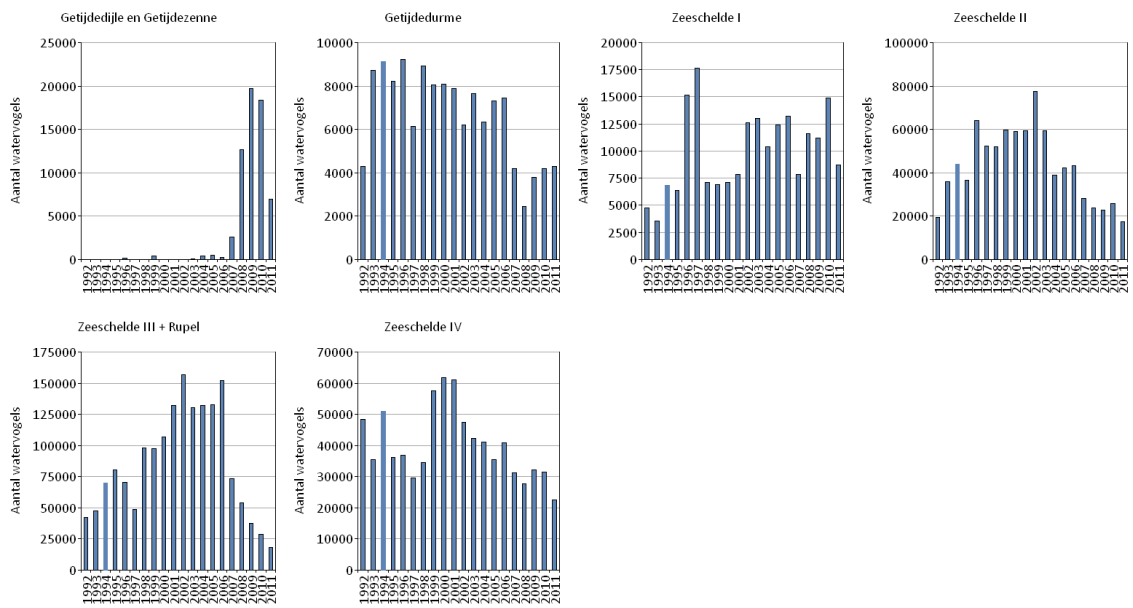 Getijdedijle en Getijdezenne
Aantal watervogels
25000
20000
15000
10000
5000
0
1992 1993 1994 1995 1996 1997 1998 1999 2000 2001 2002 2003 2004 2005 2006 2007 2008 2009 2010 2011
Getijdedurme
Aantal watervogels
10000
8000
6000
4000
2000
0
1992 1993 1994 1995 1996 1997 1998 1999 2000 2001 2002 2003 2004 2005 2006 2007 2008 2009 2010 2011
Zeeschelde I
Aantal watervogels
20000
17500
15000
12500
10000
7500
5000
2500
0
1992 1993 1994 1995 1996 1997 1998 1999 2000 2001 2002 2003 2004 2005 2006 2007 2008 2009 2010 2011
Zeeschelde II
Aantal watervogels
100000
80000
60000
40000
20000
0
1992 1993 1994 1995 1996 1997 1998 1999 2000 2001 2002 2003 2004 2005 2006 2007 2008 2009 2010 2011
Zeeschelde III + Rupel
Aantal watervogels
175000
150000
125000
100000
75000
50000
25000
0
1992 1993 1994 1995 1996 1997 1998 1999 2000 2001 2002 2003 2004 2005 2006 2007 2008 2009 2010 2011
Zeeschelde IV
Aantal watervogels
70000
60000
50000
40000
30000
20000
10000
0
1992 1993 1994 1995 1996 1997 1998 1999 2000 2001 2002 2003 2004 2005 2006 2007 2008 2009 2010 2011